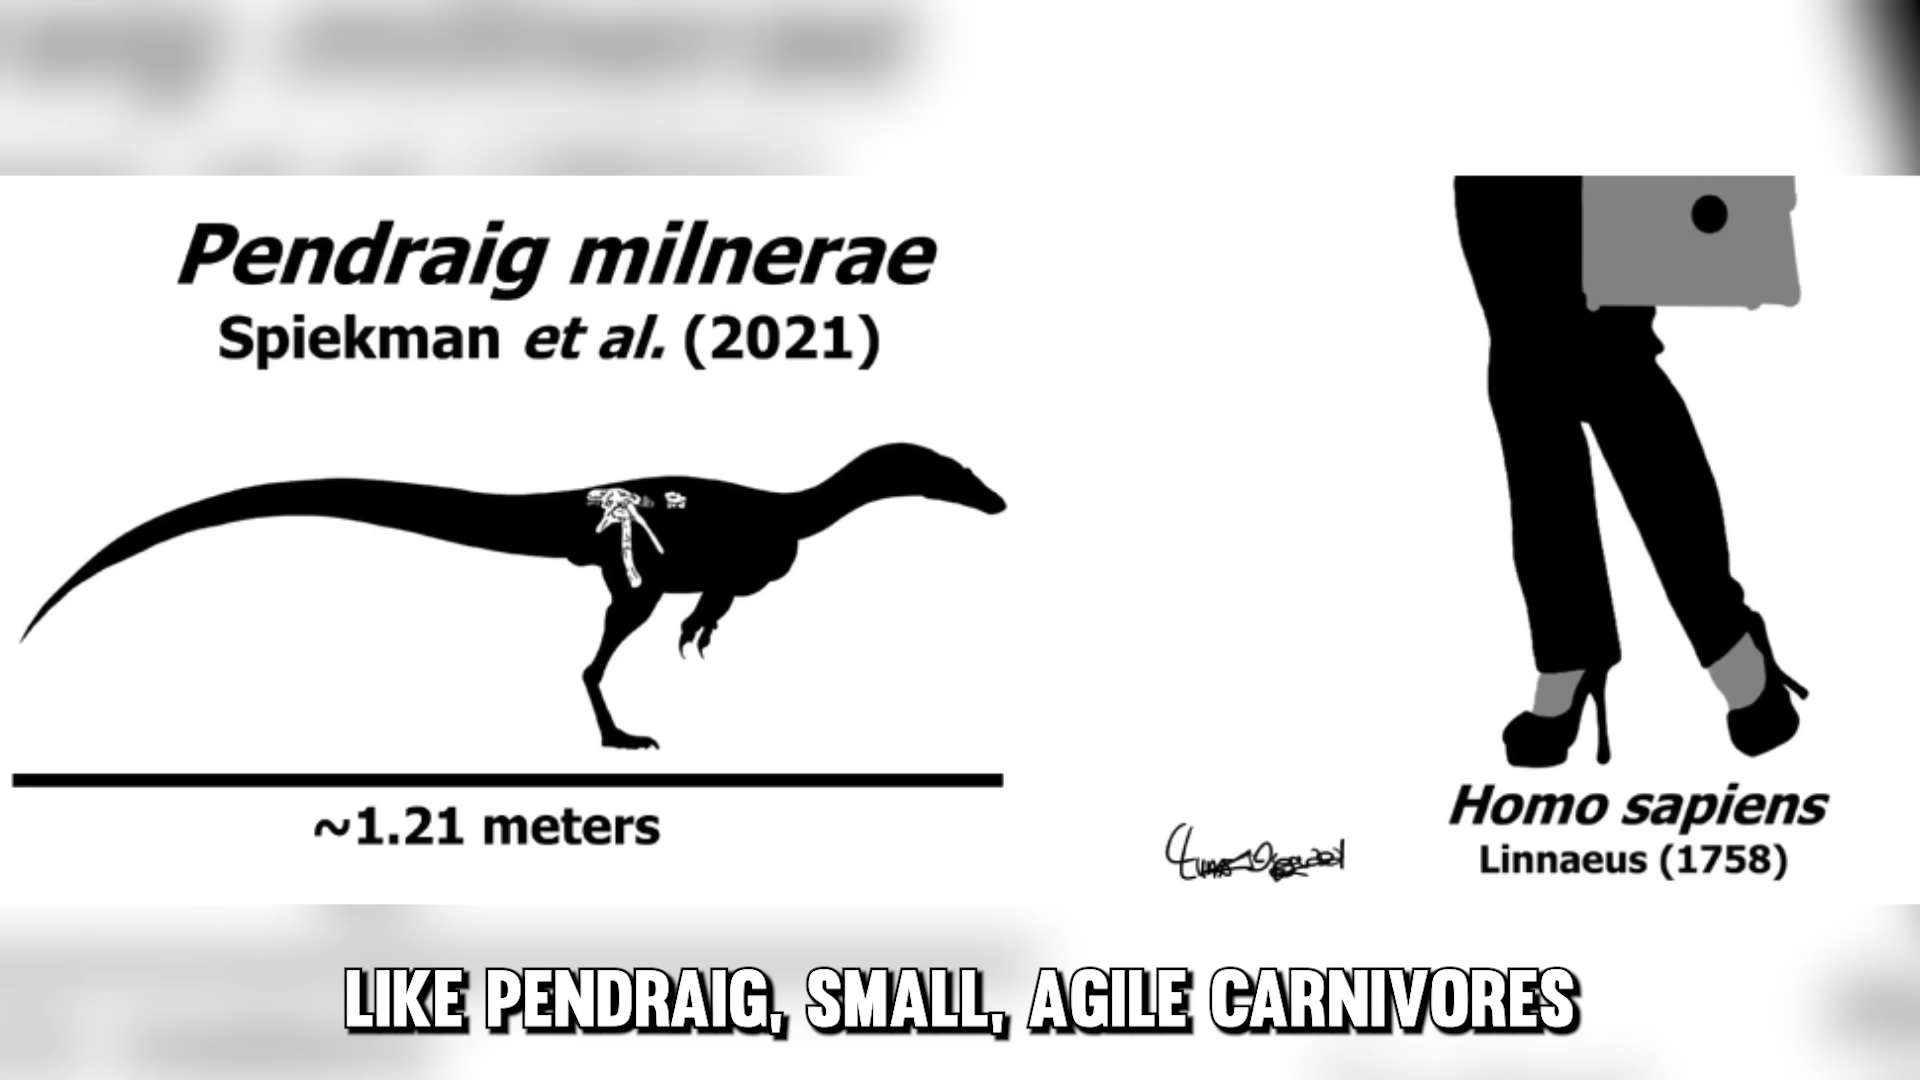 Pendraig milnerae
Spiekman et al. (2021)
~1.21 meters
Homo sapiens
Linnaeus (1758)
LIKE PENDRAIG, SMALL, AGILE CARNIVORES